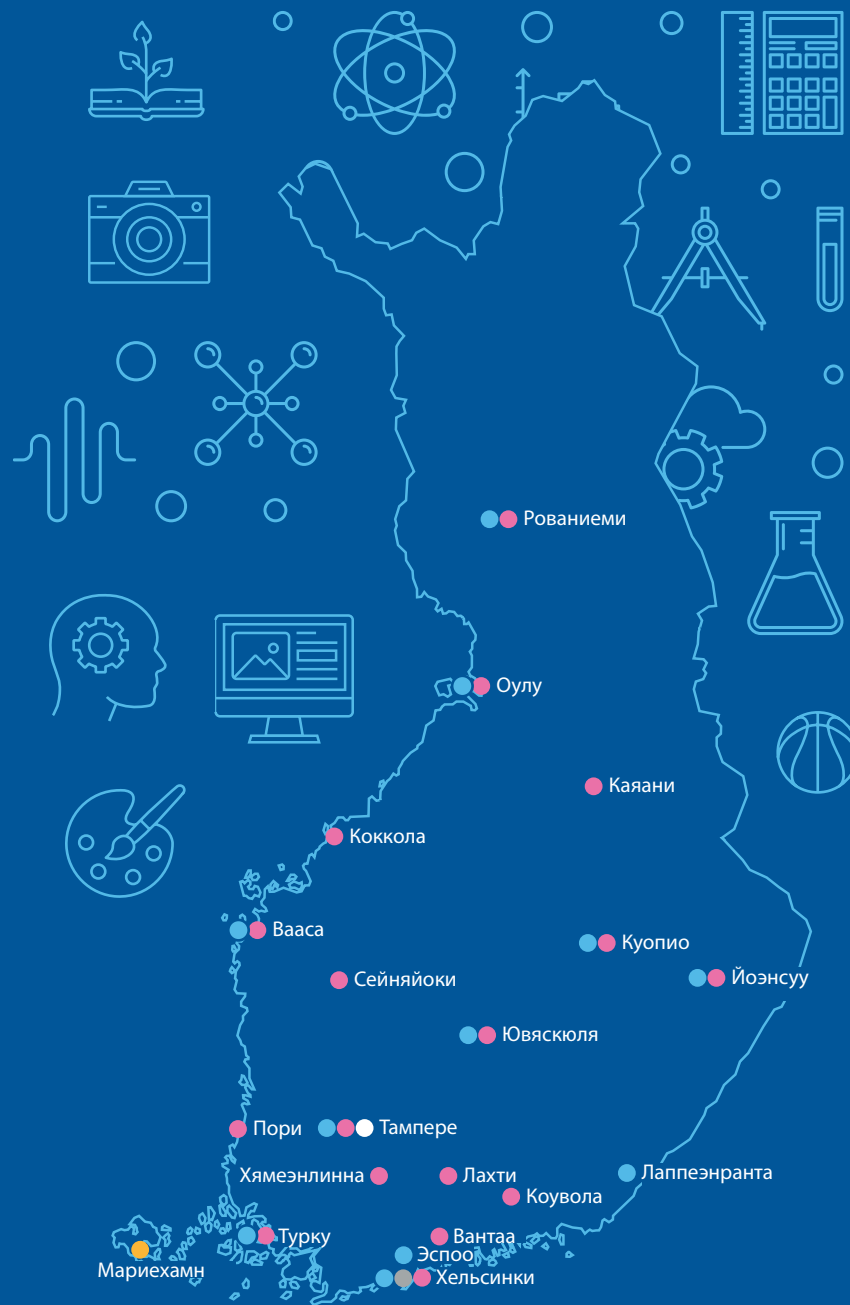 Рованиеми
Оулу
Каяани
Коккола
Вааса
Куопио
Йоэнсуу
Сейняйоки
Ювяскюля
Пори
Тампере
Хямеэнлинна
Лахти
Лаппеэнранта
Коувола
Турку
Вантаа
Эспоо
Мариехамн
Хельсинки